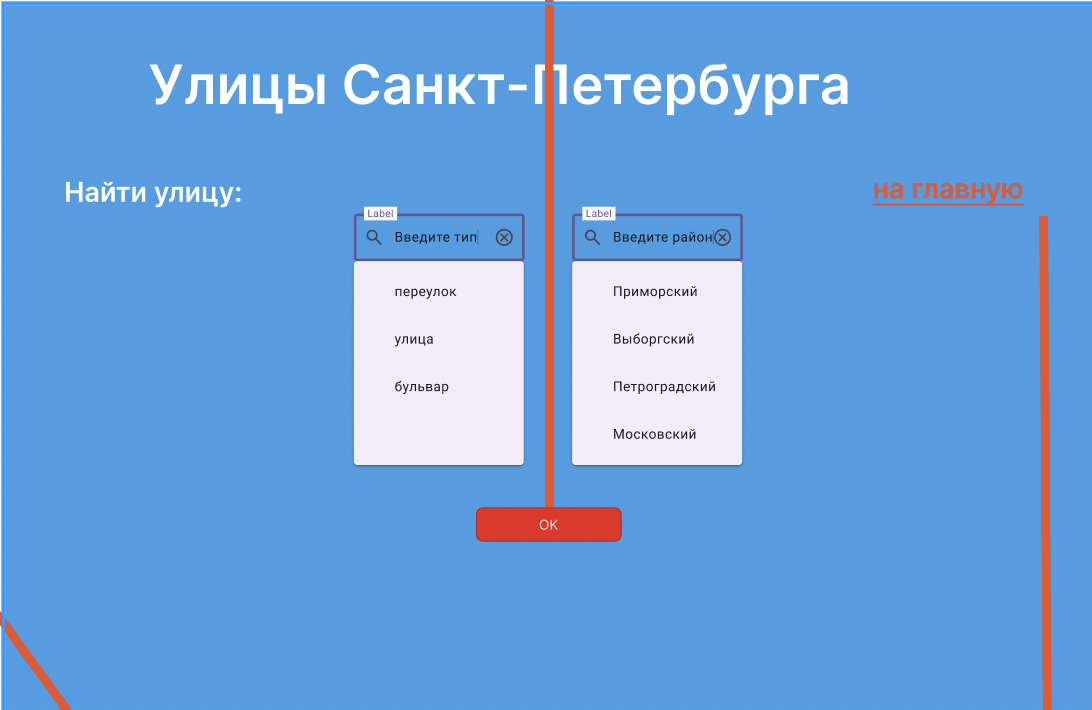 Улицы Санкт-Петербурга
Найти улицу:
на главную
Label
Введите тип
переулок
улица
бульвар
Label
Введите район
Приморский
Выборгский
Петроградский
Московский
OK